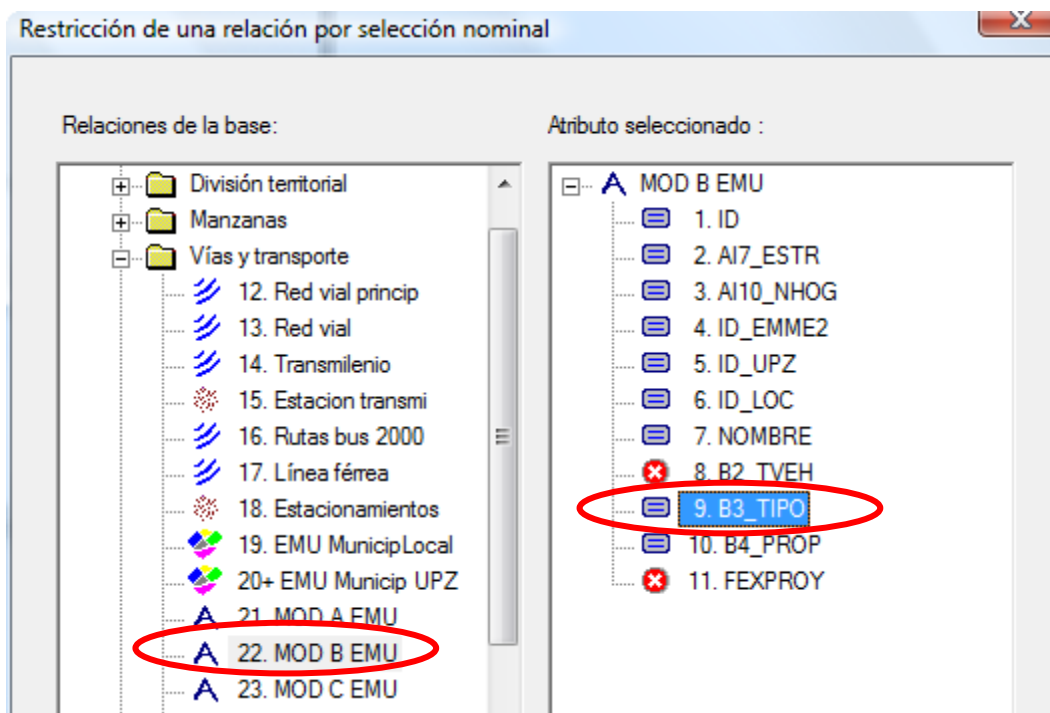 Restricción de una relación por selección nominal
X
Relaciones de la base:
División territorial
Manzanas
Vías y transporte
12. Red vial princip
13. Red vial
14. Transmilenio
15. Estacion transmi
16. Rutas bus 2000
17. Línea férrea
18. Estacionamientos
19. EMU MunicipLocal
20+ EMU Municip UPZ
21. MOD A EMU
22. MOD B EMU
23. MOD C EMU
Atributo seleccionado :
MOD B EMU
1. ID
2. AI7_ESTR
3. AI10_NHOG
4. ID_EMME2
5. ID_UPZ
6. ID_LOC
7. NOMBRE
8. B2_TVEH
9. B3_TIPO
10. B4_PROP
11. FEXPROY